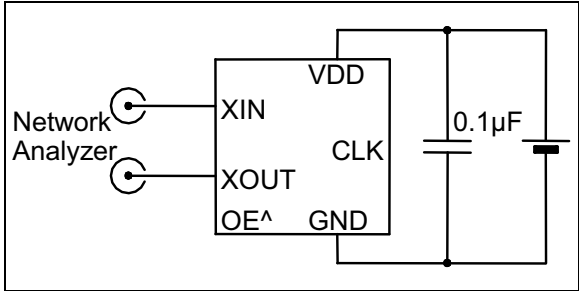 VDD
XIN
0.1µF
Network
Analyzer
CLK
XOUT
OE^ GND